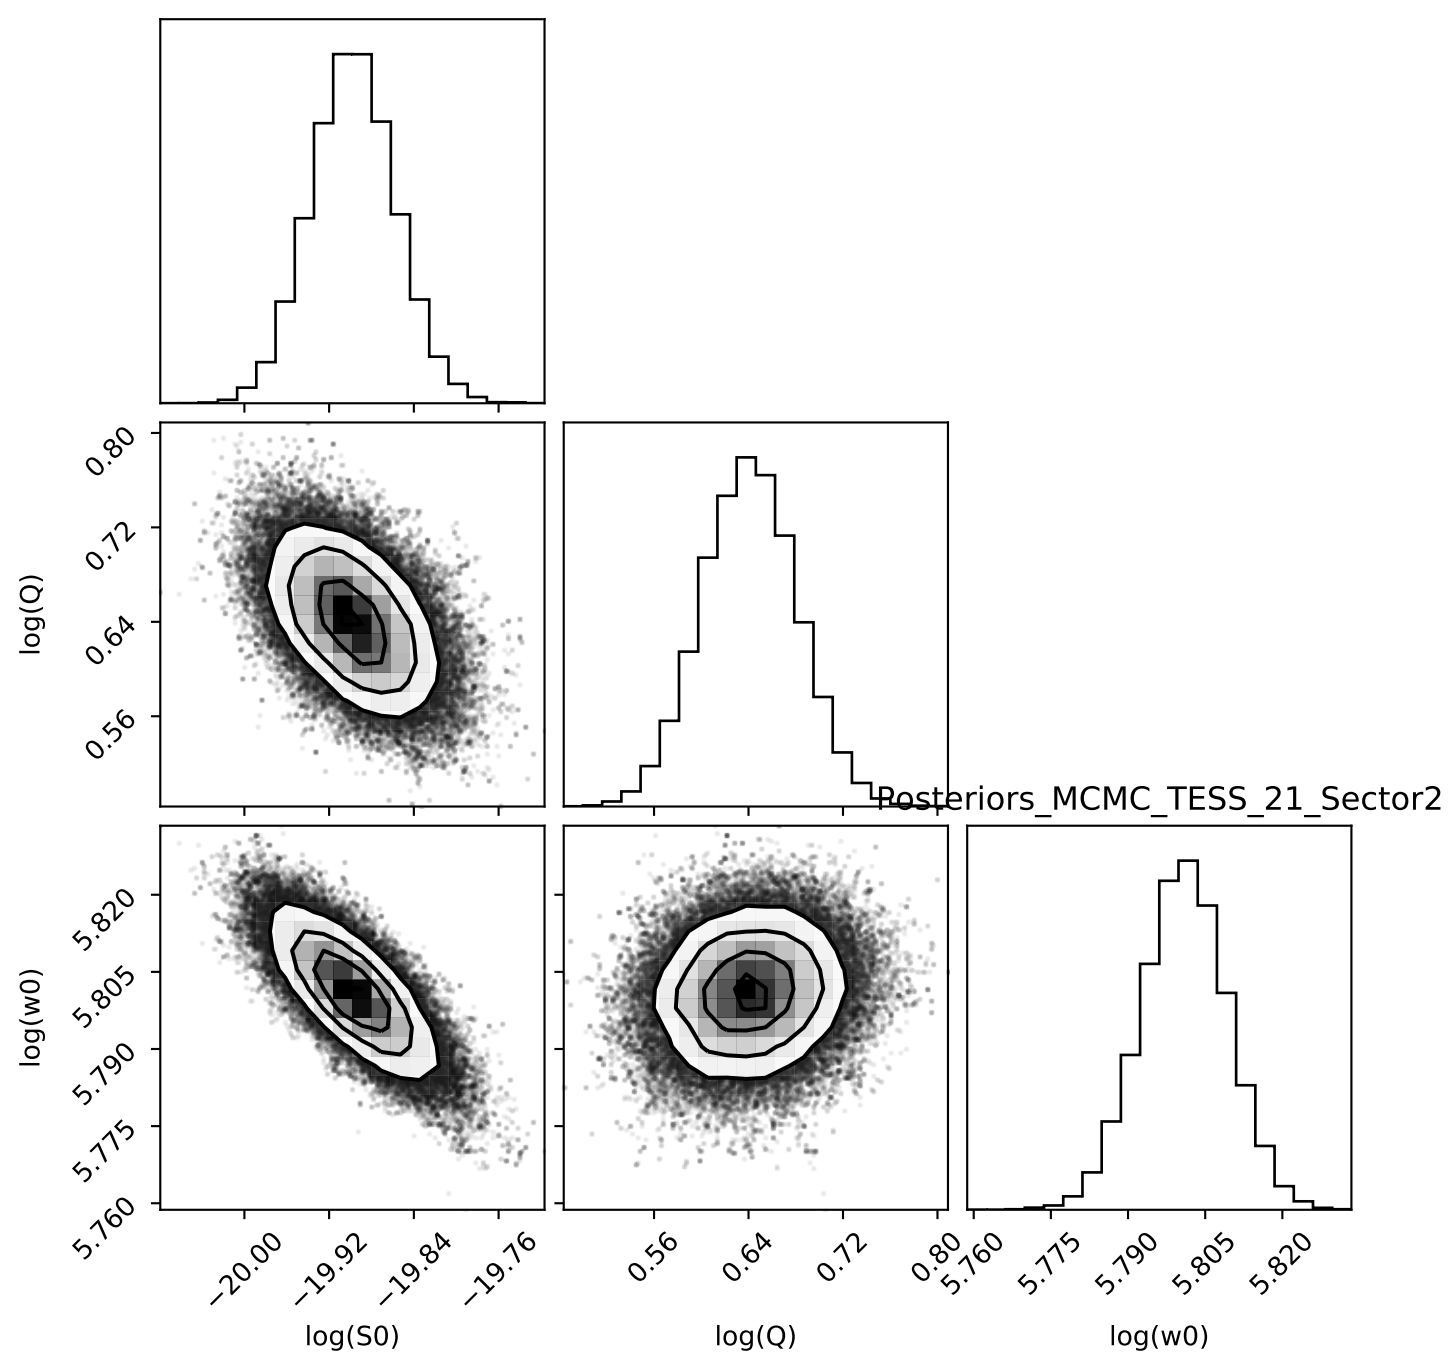 0.80
0.72
0.64
0.56
log(Q)
Posteriors_MCMC_TESS_21_Sector2
5.820
5.805
5.790
5.775
5.760
log(w0)
−20.00 −19.92 −19.84 −19.76 0.56 0.64 0.72 0.80 5.760 5.775 5.790 5.805 5.820
log(S0) log(Q) log(w0)